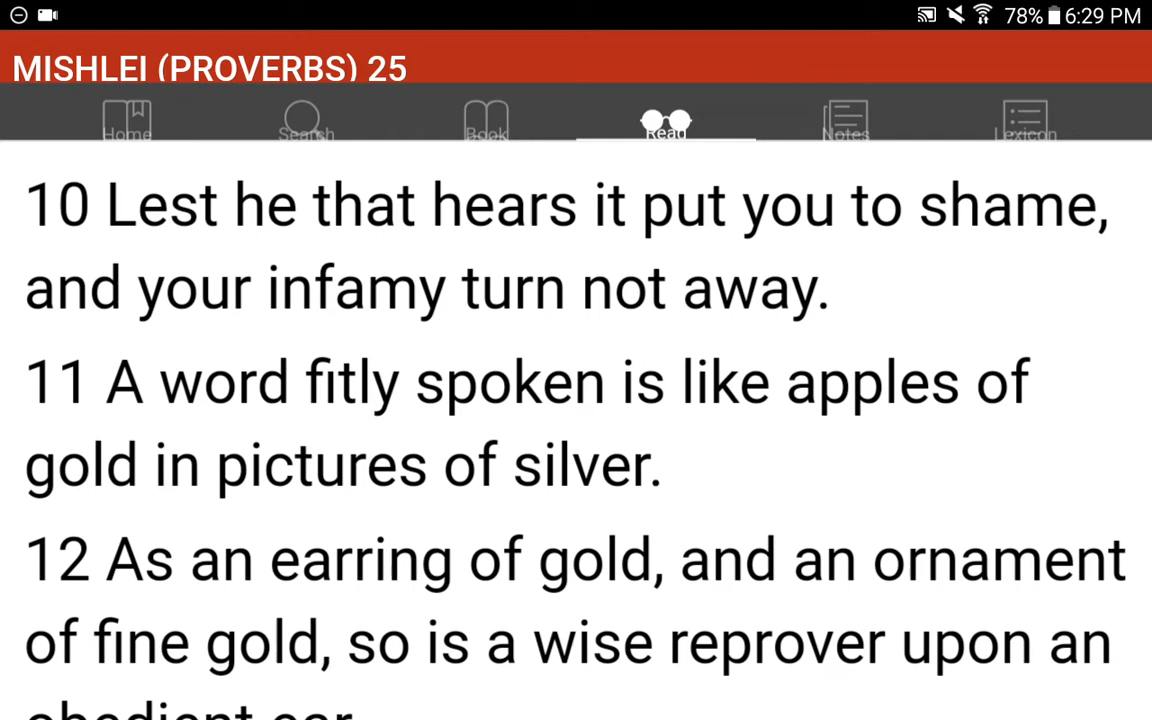 78% 6:29 PM
MISHLEI (PROVERBS) 25
Home Search Book Read Notes Lexicon
10 Lest he that hears it put you to shame,
and your infamy turn not away.
11 A word fitly spoken is like apples of
gold in pictures of silver.
12 As an earring of gold, and an ornament
of fine gold, so is a wise reprover upon an
obedient ear.